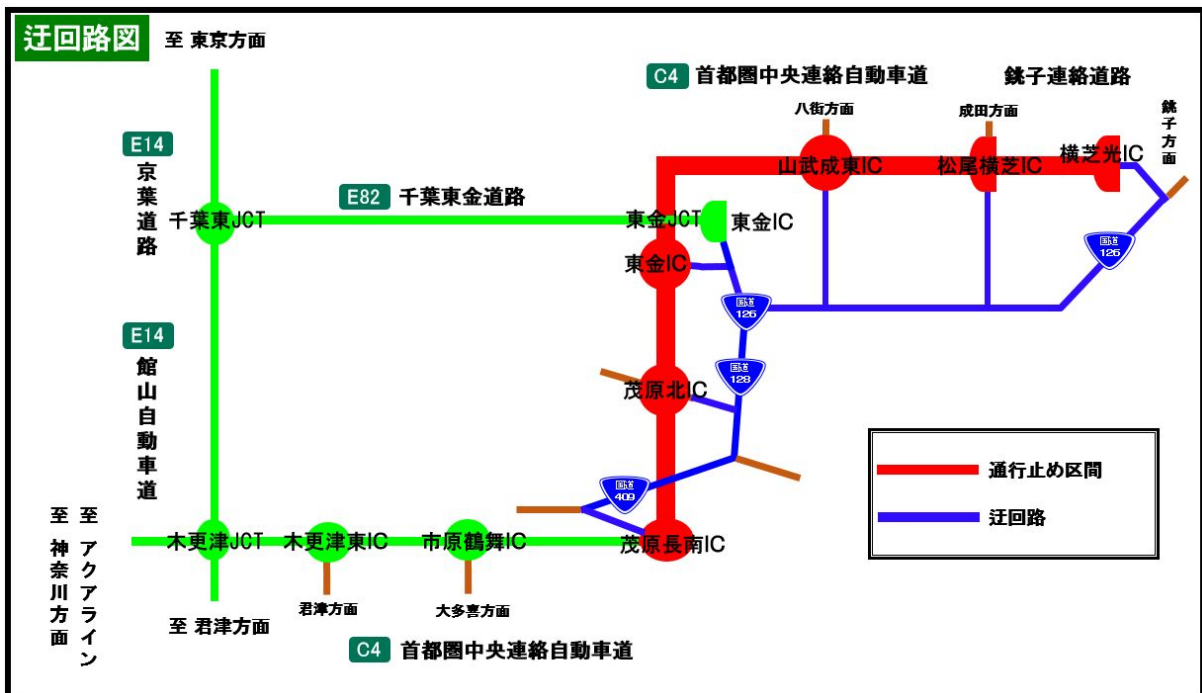 迂回路図
至 東京方面
C4 首都圏中央連絡自動車道
銚子連絡道路
八街方面
成田方面
銚子方面
E14
京葉道路
横芝光IC
山武成東IC
松尾横芝IC
E82 千葉東金道路
千葉東JCT
東金JCT
東金IC
東金IC
国道
126
国道
126
E14
館山自動車道
国道
128
茂原北IC
通行止め区間
国道
409
迂回路
至 アクアライン
至 神奈川方面
木更津JCT
木更津東IC
市原鶴舞IC
茂原長南IC
君津方面
大多喜方面
至 君津方面
C4 首都圏中央連絡自動車道